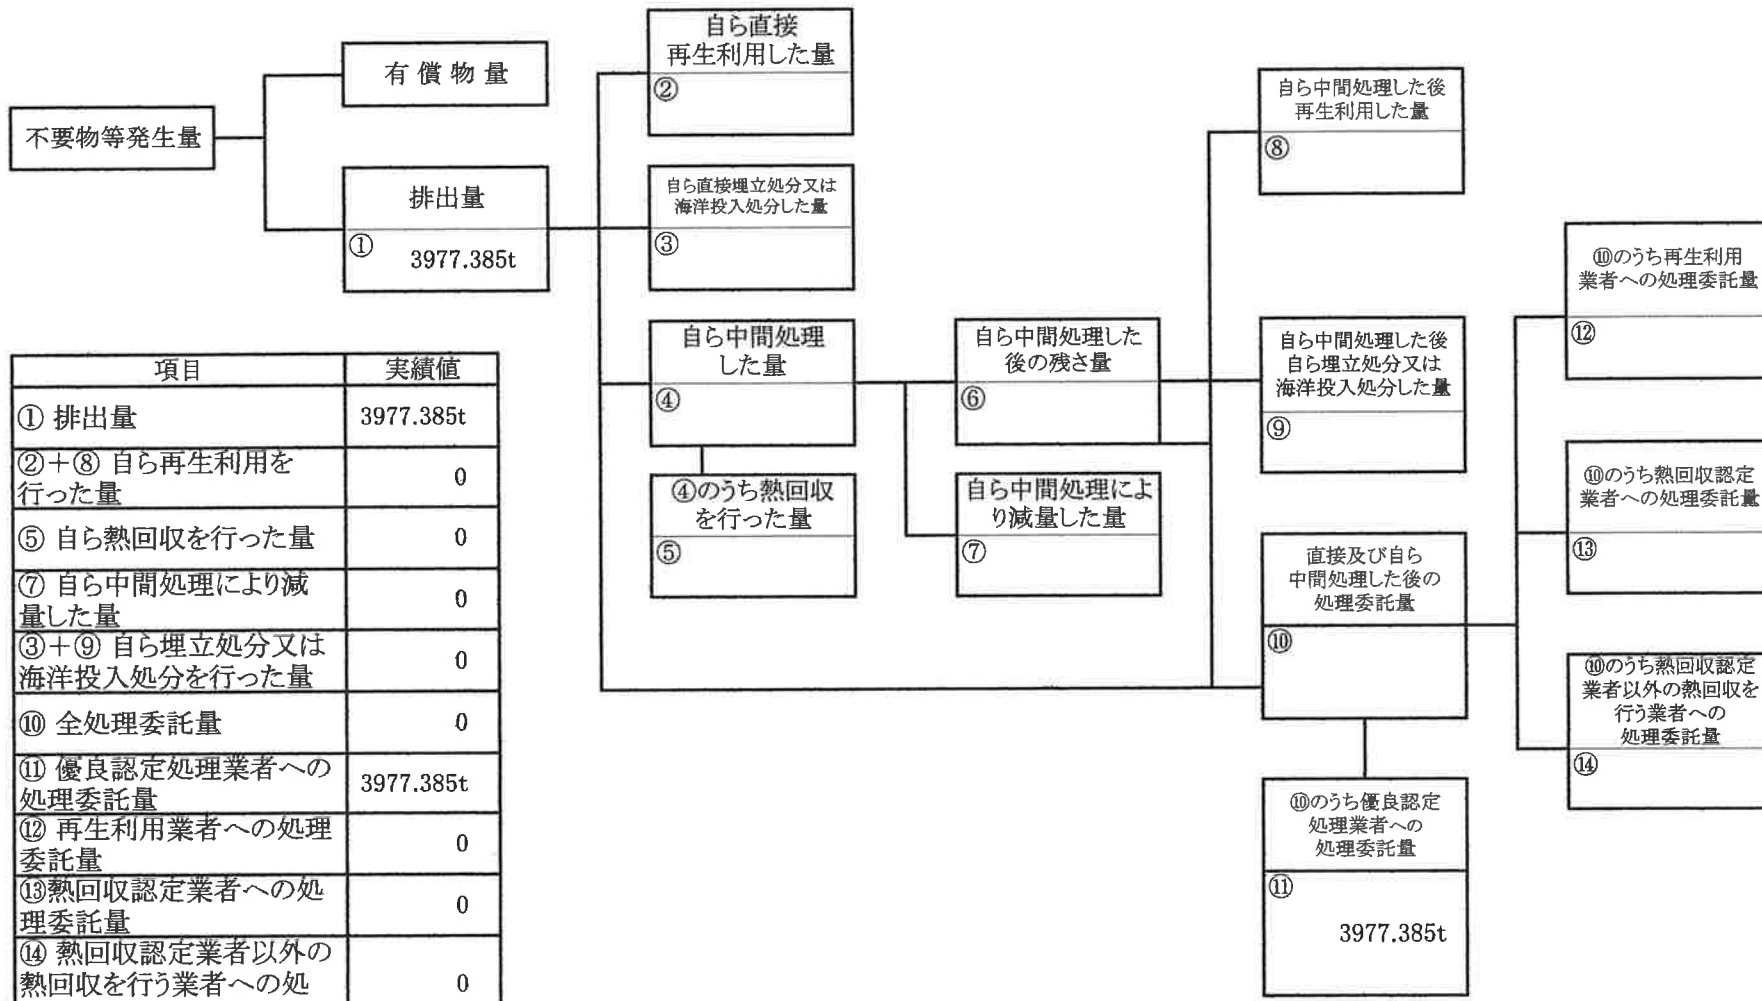 不要物等発生量
有償物量
排出量
①
3977.385t
自ら直接
再生利用した量
②
自ら直接埋立処分又は
海洋投入処分した量
③
自ら中間処理
した量
④
④のうち熱回収
を行った量
⑤
自ら中間処理した
後の残さ量
⑥
自ら中間処理によ
り減量した量
⑦
自ら中間処理した後
再生利用した量
⑧
自ら中間処理した後
自ら埋立処分又は
海洋投入処分した量
⑨
直接及び自ら
中間処理した後の
処理委託量
⑩
⑩のうち優良認定
処理業者への
処理委託量
⑪
3977.385t
⑩のうち再生利用
業者への処理委託量
⑫
⑩のうち熱回収認定
業者への処理委託量
⑬
⑩のうち熱回収認定
業者以外の熱回収を
行う業者への
処理委託量
⑭
項目 実績値
① 排出量 3977.385t
②+⑧ 自ら再生利用を
行った量 0
⑤ 自ら熱回収を行った量 0
⑦ 自ら中間処理により減
量した量 0
③+⑨ 自ら埋立処分又は
海洋投入処分を行った量 0
⑩ 全処理委託量 0
⑪ 優良認定処理業者への
処理委託量 3977.385t
⑫ 再生利用業者への処理
委託量 0
⑬熱回収認定業者への処
理委託量 0
⑭ 熱回収認定業者以外の
熱回収を行う業者への処 0